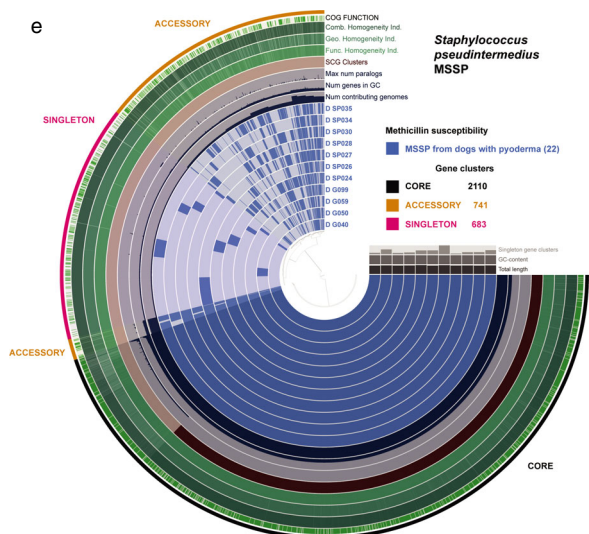 e
ACCESSORY
COG FUNCTION
Comb. Homogeneity Ind.
Geo. Homogeneity Ind.
Func. Homogeneity Ind.
SCG Clusters
Max num paralogs
Num genes in GC
Num contributing genomes
D SP035
D SP034
D SP030
D SP028
D SP027
D SP026
D SP024
D G099
D G059
D G050
D G040
Staphylococcus
pseudintermedius
MSSP
SINGLETON
Methicillin susceptibility
MSSP from dogs with pyoderma (22)
Gene clusters
CORE 2110
ACCESSORY 741
SINGLETON 683
Singleton gene clusters
GC-content
Total length
ACCESSORY
CORE